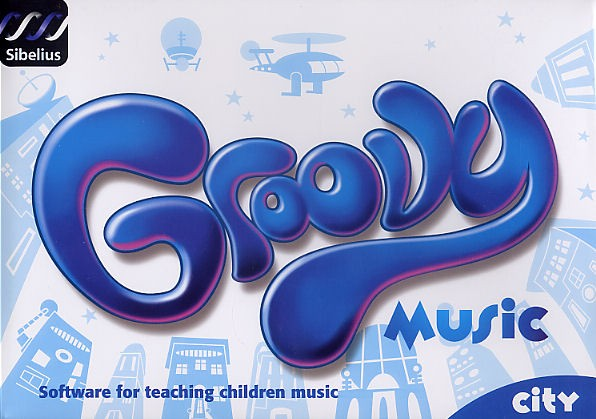 Sibelius
Groovy
Music
Software for teaching children music
city